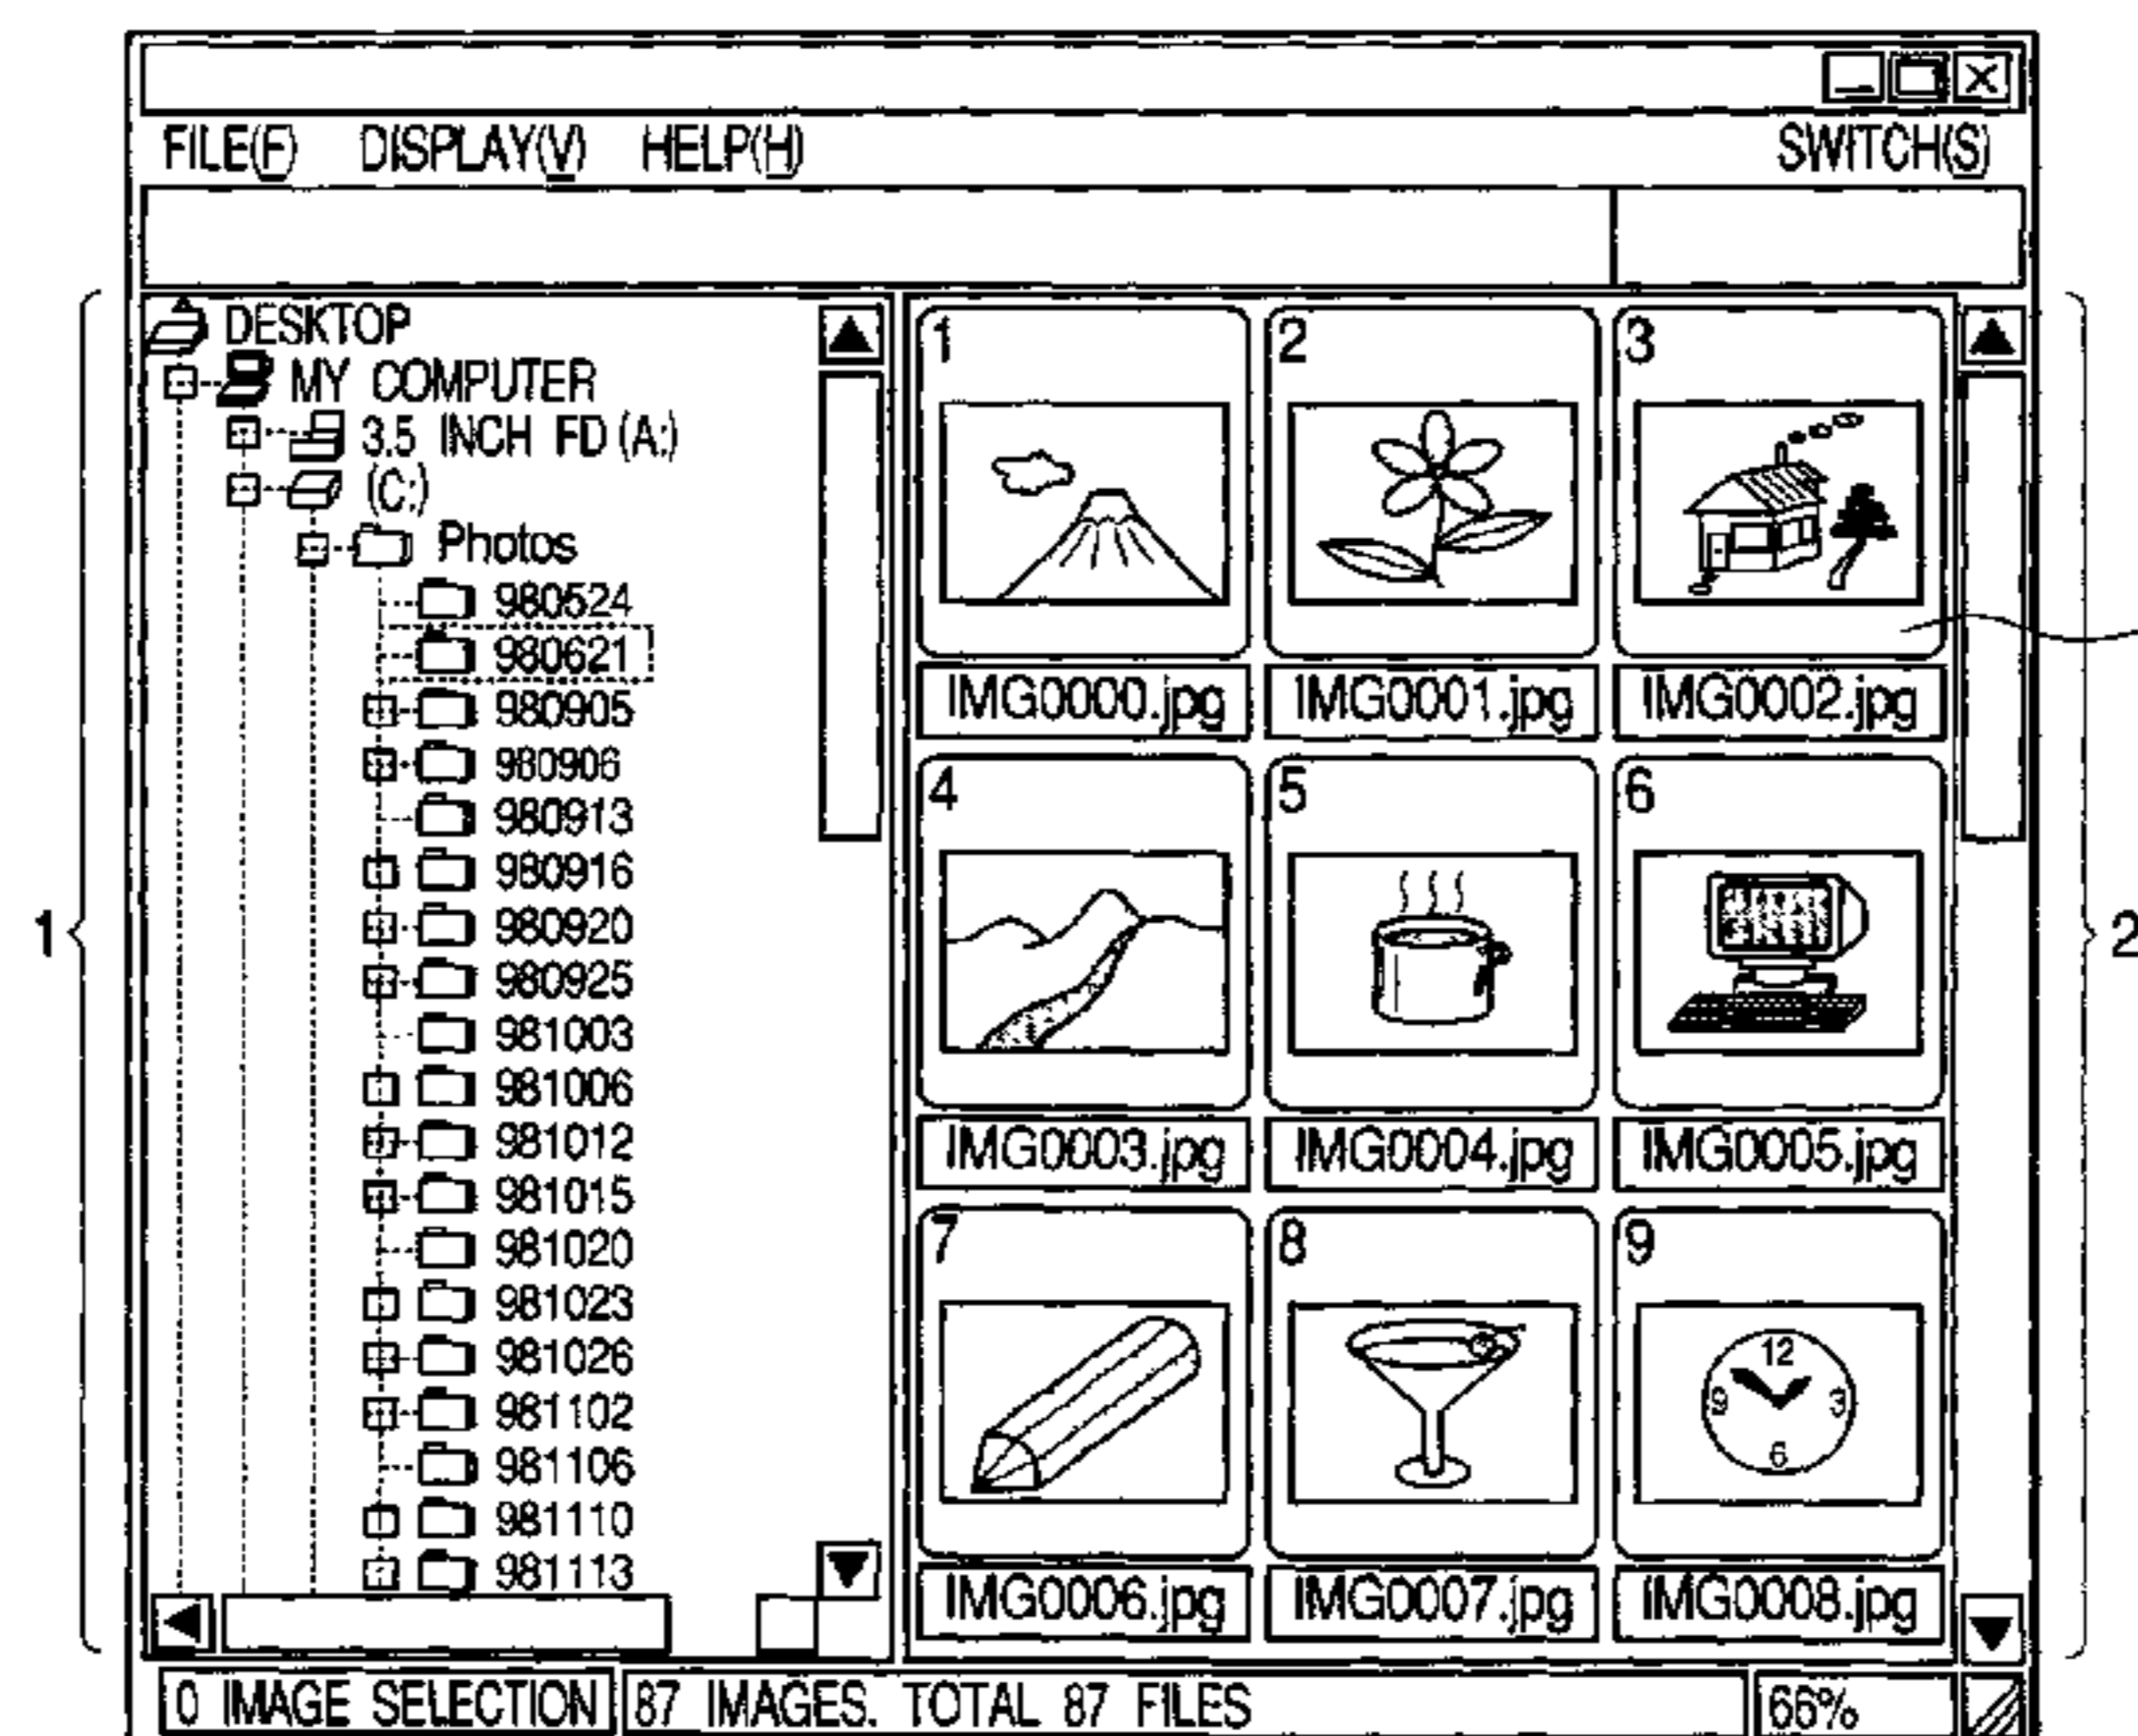 FILE(F) DISPLAY(V) HELP(H) SWITCH(S)
DESKTOP
MY COMPUTER
3.5 INCH FD (A:)
(C:)
Photos
980524
980621
980905
980906
980913
980916
980920
980925
981003
981006
981012
981015
981020
981023
981026
981102
981106
981110
981113
1
1 2 3
IMG0000.jpg IMG0001.jpg IMG0002.jpg
4 5 6
IMG0003.jpg IMG0004.jpg IMG0005.jpg
7 8 9
12
9 3
6
IMG0006.jpg IMG0007.jpg IMG0008.jpg
2
0 IMAGE SELECTION 87 IMAGES. TOTAL 87 FILES 66%